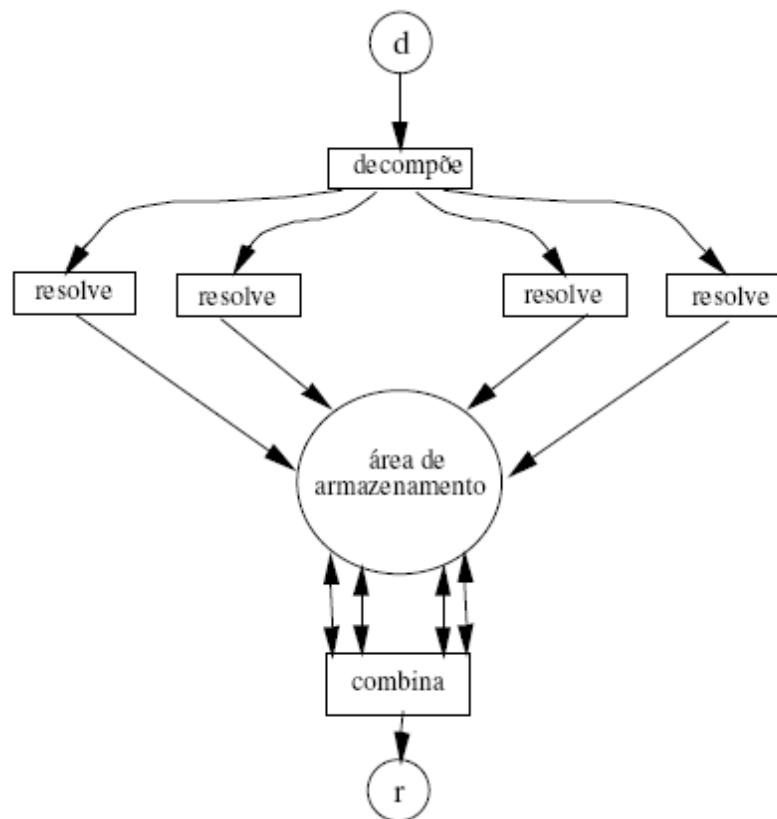 d
decompõe
resolve
resolve
resolve
resolve
área de
armazenamento
combina
r